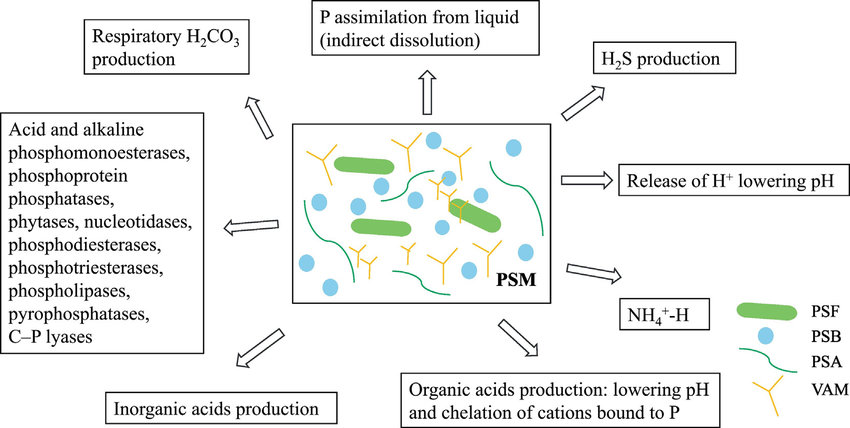 P assimilation from liquid
(indirect dissolution)
Respiratory H₂CO₃
production
H₂S production
Acid and alkaline
phosphomonoesterases,
phosphoprotein
phosphatases,
phytases, nucleotidases,
phosphodiesterases,
phosphotriesterases,
phospholipases,
pyrophosphatases,
C–P lyases
Release of H⁺ lowering pH
PSM
NH₄⁺-H
PSF
PSB
PSA
VAM
Inorganic acids production
Organic acids production: lowering pH
and chelation of cations bound to P